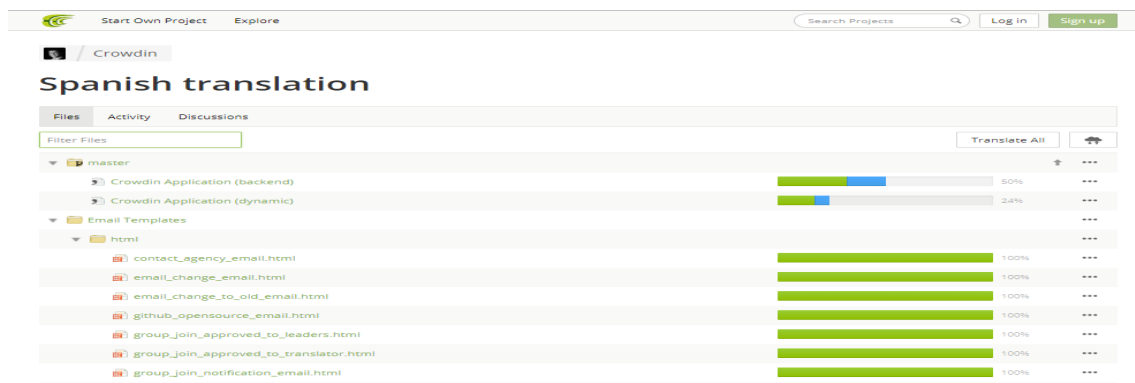 Start Own Project Explore Search Projects Log in Sign up
Crowdin
Spanish translation
Files Activity Discussions
Filter Files Translate All
master
Crowdin Application (backend) 50%
Crowdin Application (dynamic) 24%
Email Templates
html
contact_agency_email.html 100%
email_change_email.html 100%
email_change_to_old_email.html 100%
github_opensource_email.html 100%
group_join_approved_to_leaders.html 100%
group_join_approved_to_translator.html 100%
group_join_notification_email.html 100%